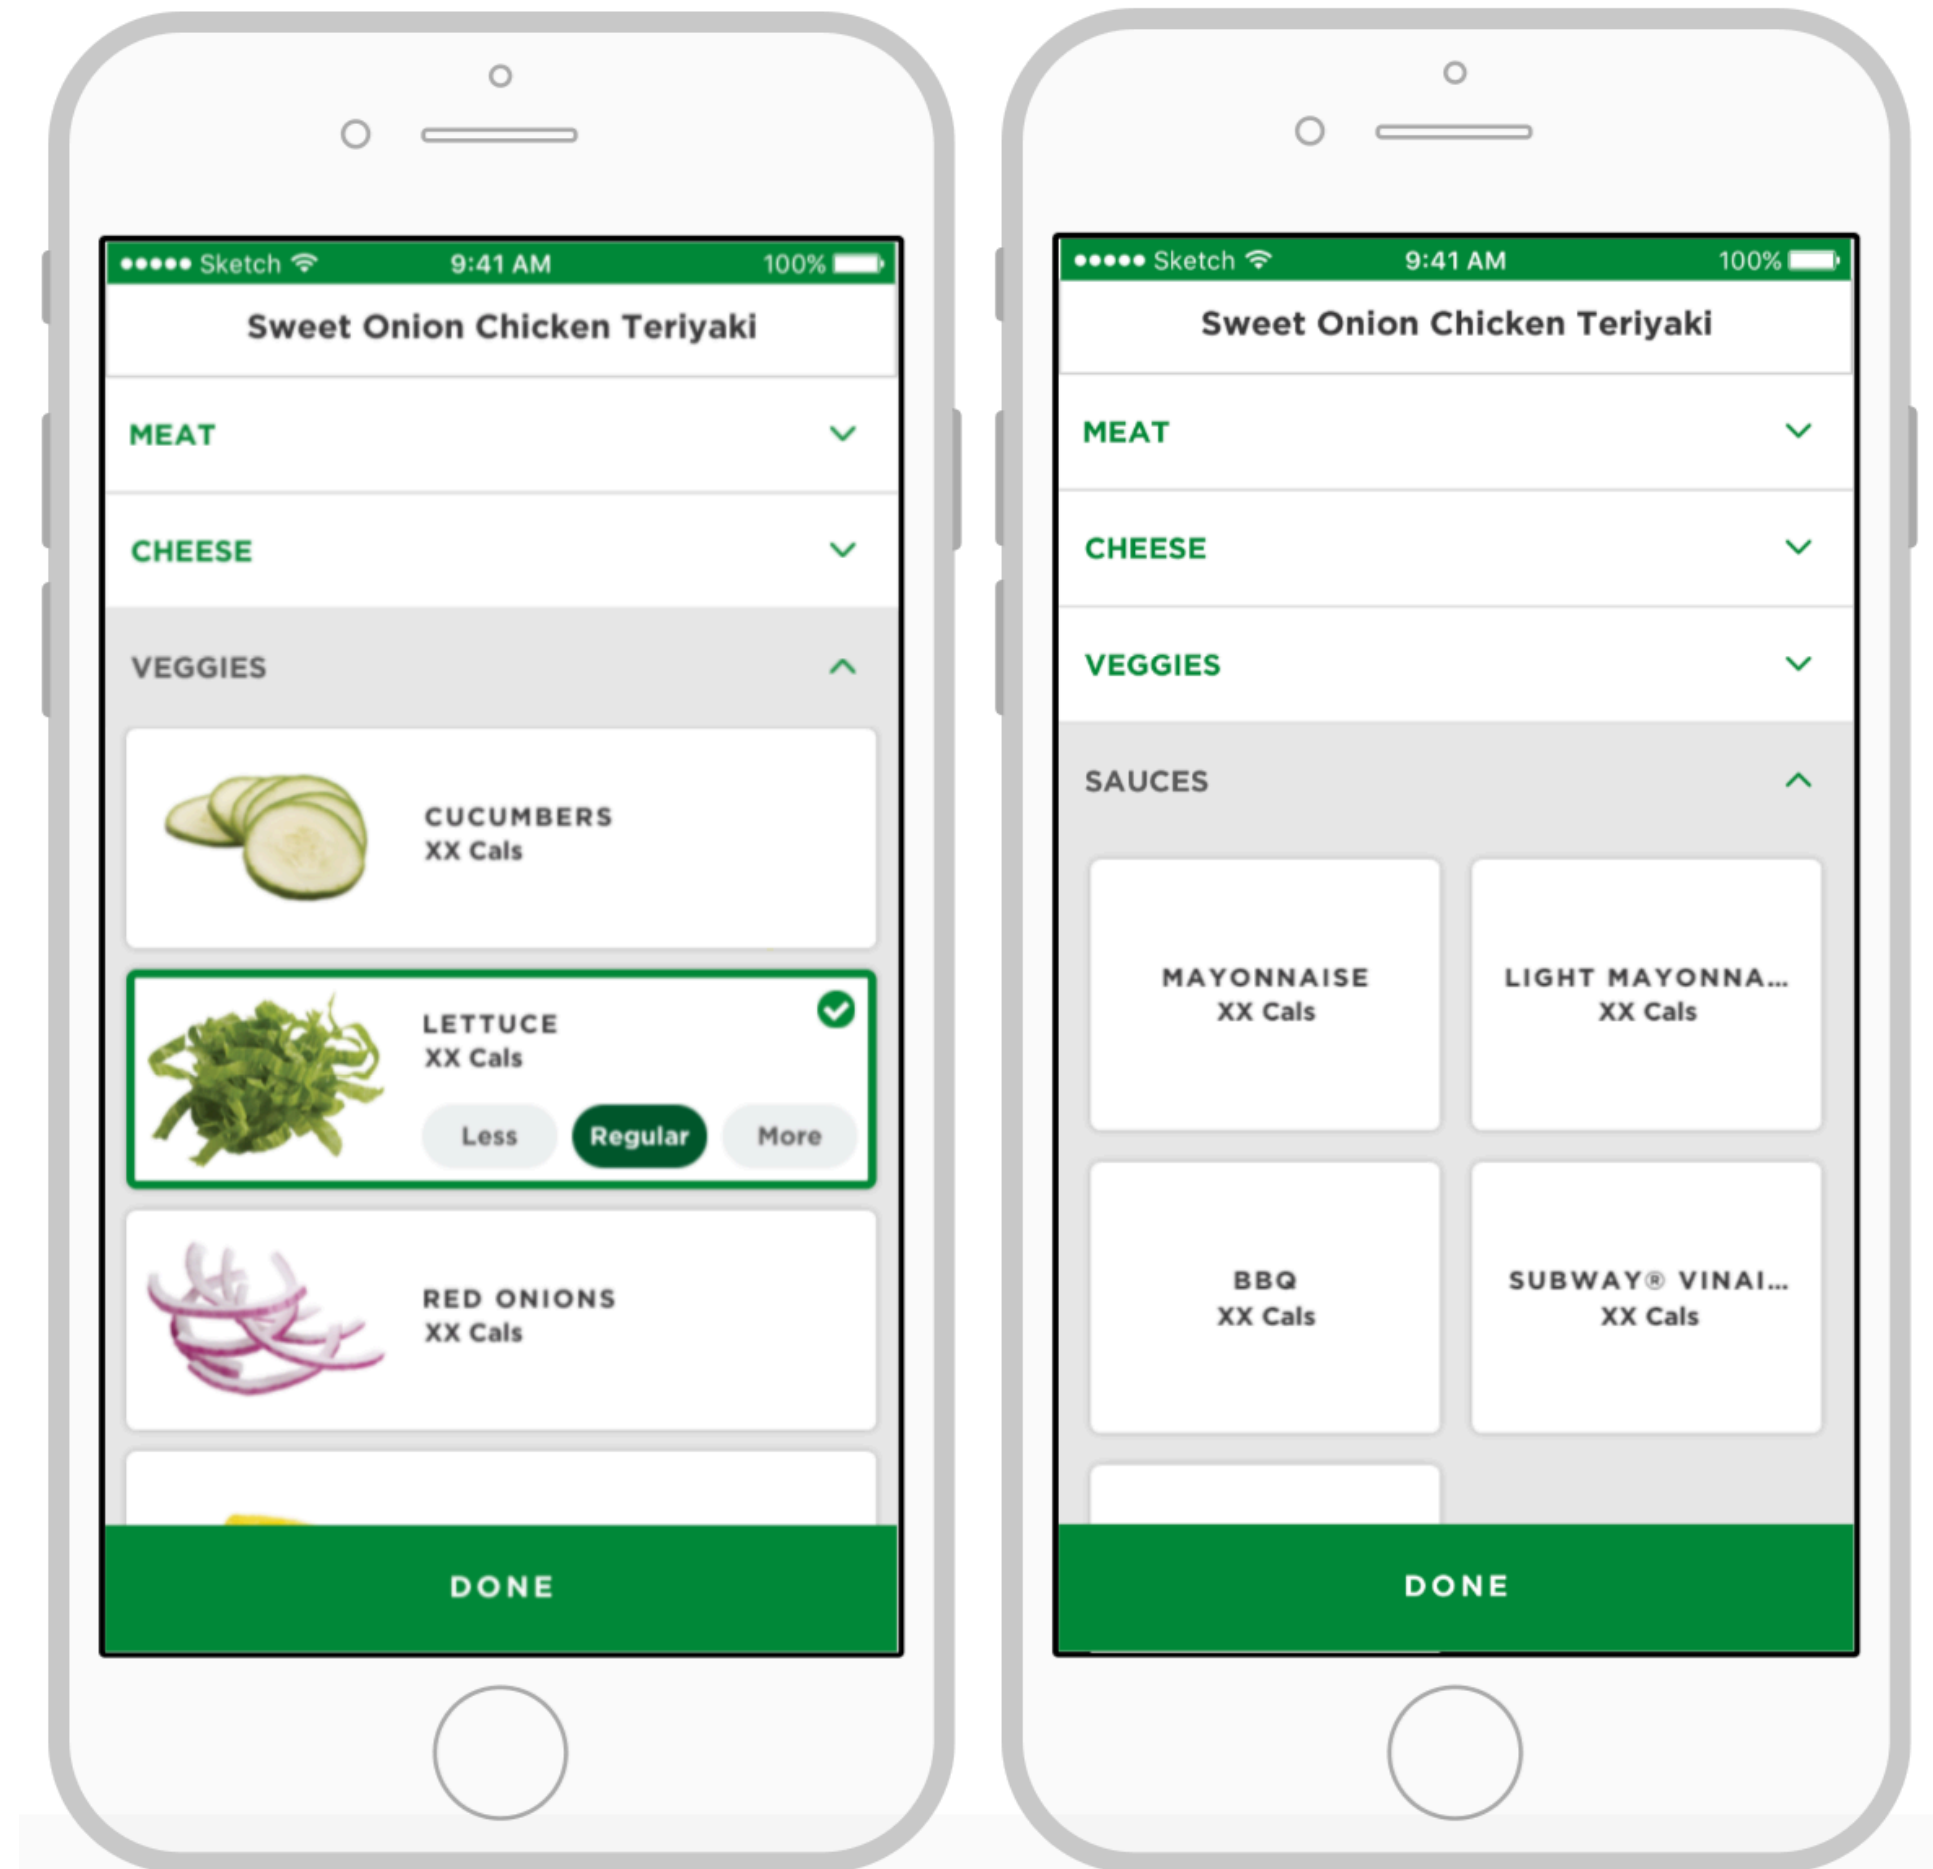 Sketch 9:41 AM 100%
Sweet Onion Chicken Teriyaki
MEAT
CHEESE
VEGGIES
CUCUMBERS
XX Cals
LETTUCE
XX Cals
Less Regular More
RED ONIONS
XX Cals
DONE
Sketch 9:41 AM 100%
Sweet Onion Chicken Teriyaki
MEAT
CHEESE
VEGGIES
SAUCES
MAYONNAISE
XX Cals
LIGHT MAYONNA...
XX Cals
BBQ
XX Cals
SUBWAY® VINAI...
XX Cals
DONE